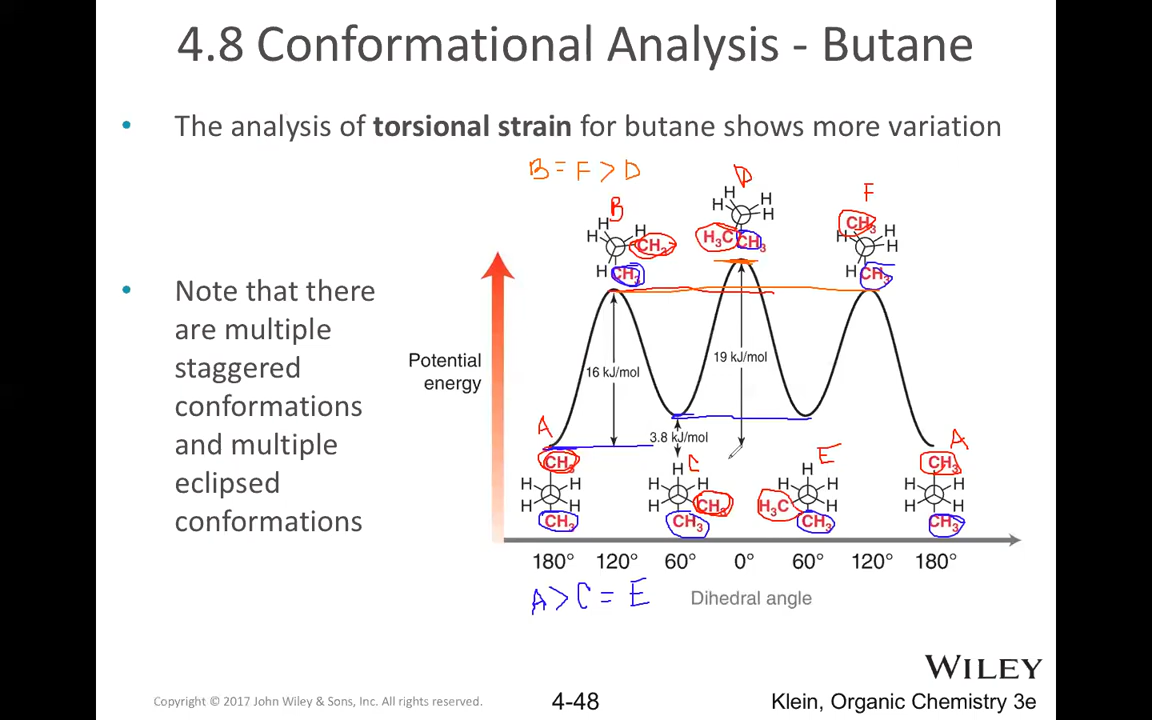 4.8 Conformational Analysis - Butane
• The analysis of torsional strain for butane shows more variation
B = F > D
D
H H
H H
H₃C CH₃
B
H H
H CH₃
H CH₃
F
CH₃ H
H H
H CH₃
• Note that there
are multiple
staggered
conformations
and multiple
eclipsed
conformations
Potential
energy
16 kJ/mol
19 kJ/mol
3.8 kJ/mol
A
CH₃
H H
H H
CH₃
C
H
H H
H CH₃
CH₃
E
H
H H
H₃C H
CH₃
A
CH₃
H H
H H
CH₃
180° 120° 60° 0° 60° 120° 180°
A > C = E
Dihedral angle
WILEY
Copyright © 2017 John Wiley & Sons, Inc. All rights reserved.
4-48
Klein, Organic Chemistry 3e